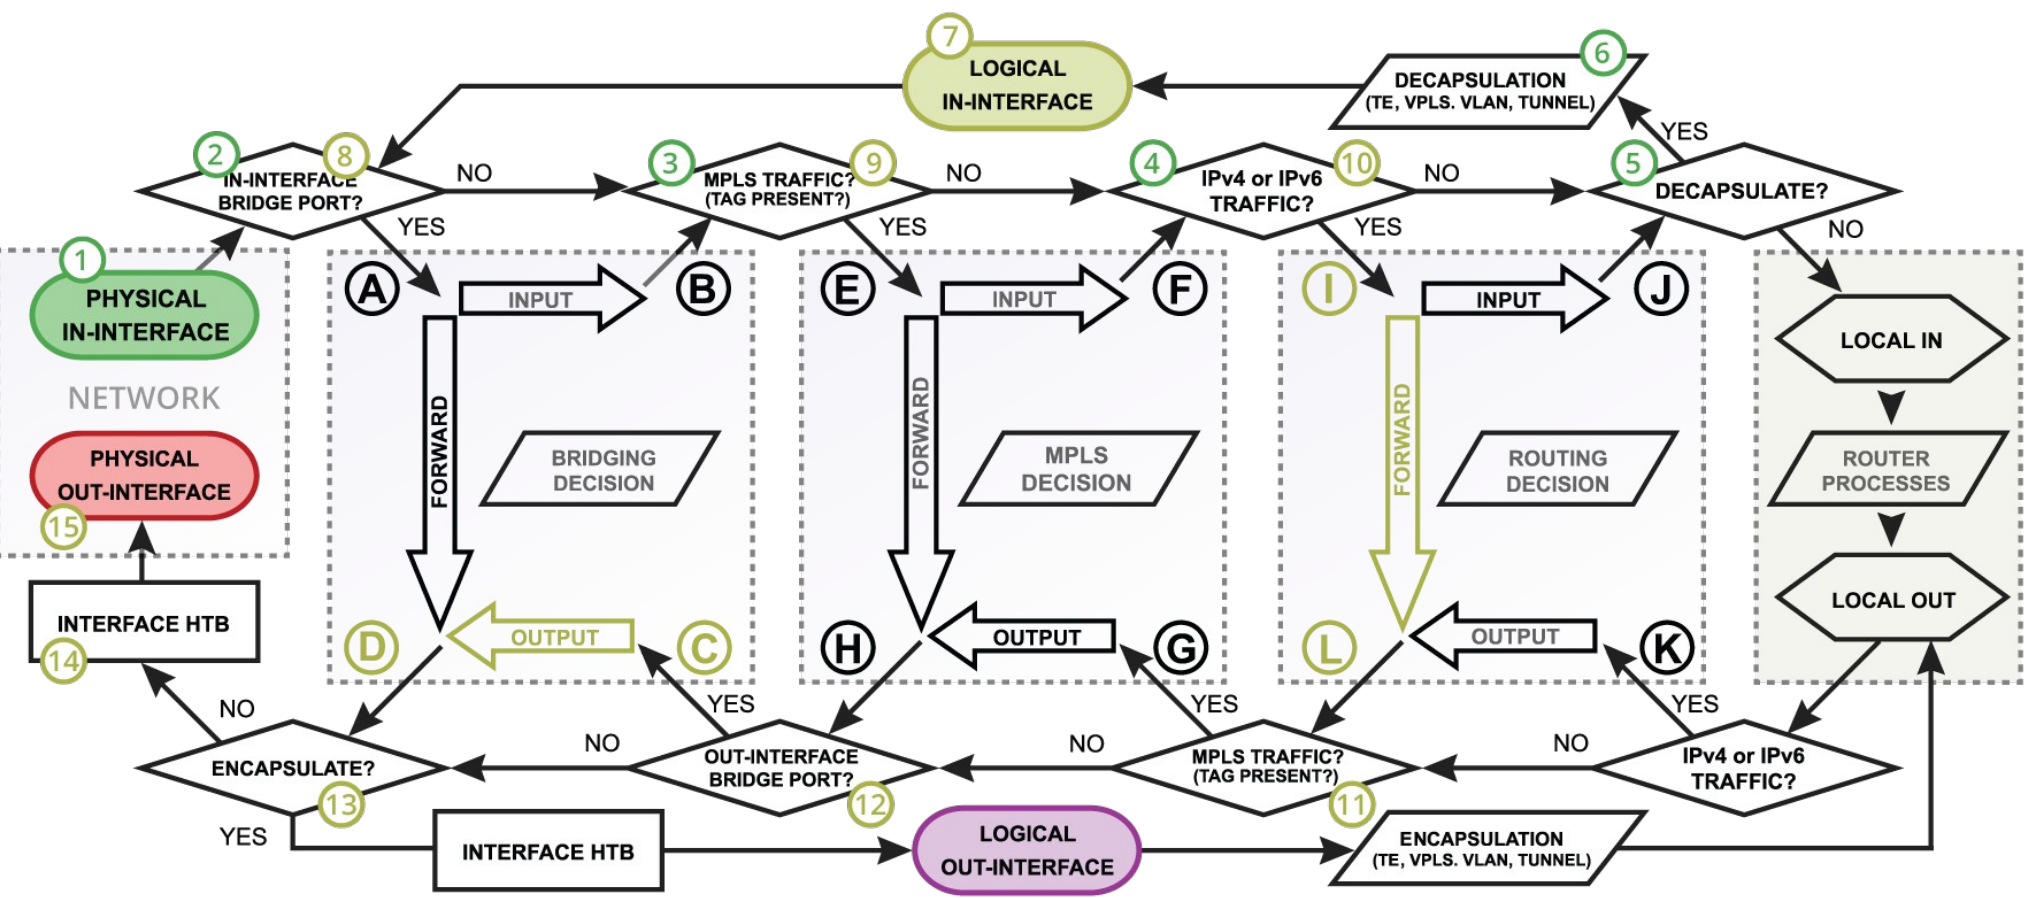 7
LOGICAL
IN-INTERFACE
6
DECAPSULATION
(TE, VPLS. VLAN, TUNNEL)
YES
2
8
IN-INTERFACE
BRIDGE PORT?
NO
3
9
MPLS TRAFFIC?
(TAG PRESENT?)
NO
4
10
IPv4 or IPv6
TRAFFIC?
NO
5
DECAPSULATE?
YES
YES
YES
NO
1
PHYSICAL
IN-INTERFACE
NETWORK
PHYSICAL
OUT-INTERFACE
15
INTERFACE HTB
14
A
INPUT
B
FORWARD
BRIDGING
DECISION
D
OUTPUT
C
E
INPUT
F
FORWARD
MPLS
DECISION
H
OUTPUT
G
I
INPUT
J
FORWARD
ROUTING
DECISION
L
OUTPUT
K
LOCAL IN
ROUTER
PROCESSES
LOCAL OUT
NO
YES
YES
YES
ENCAPSULATE?
13
NO
OUT-INTERFACE
BRIDGE PORT?
12
NO
MPLS TRAFFIC?
(TAG PRESENT?)
11
NO
IPv4 or IPv6
TRAFFIC?
YES
INTERFACE HTB
LOGICAL
OUT-INTERFACE
ENCAPSULATION
(TE, VPLS. VLAN, TUNNEL)